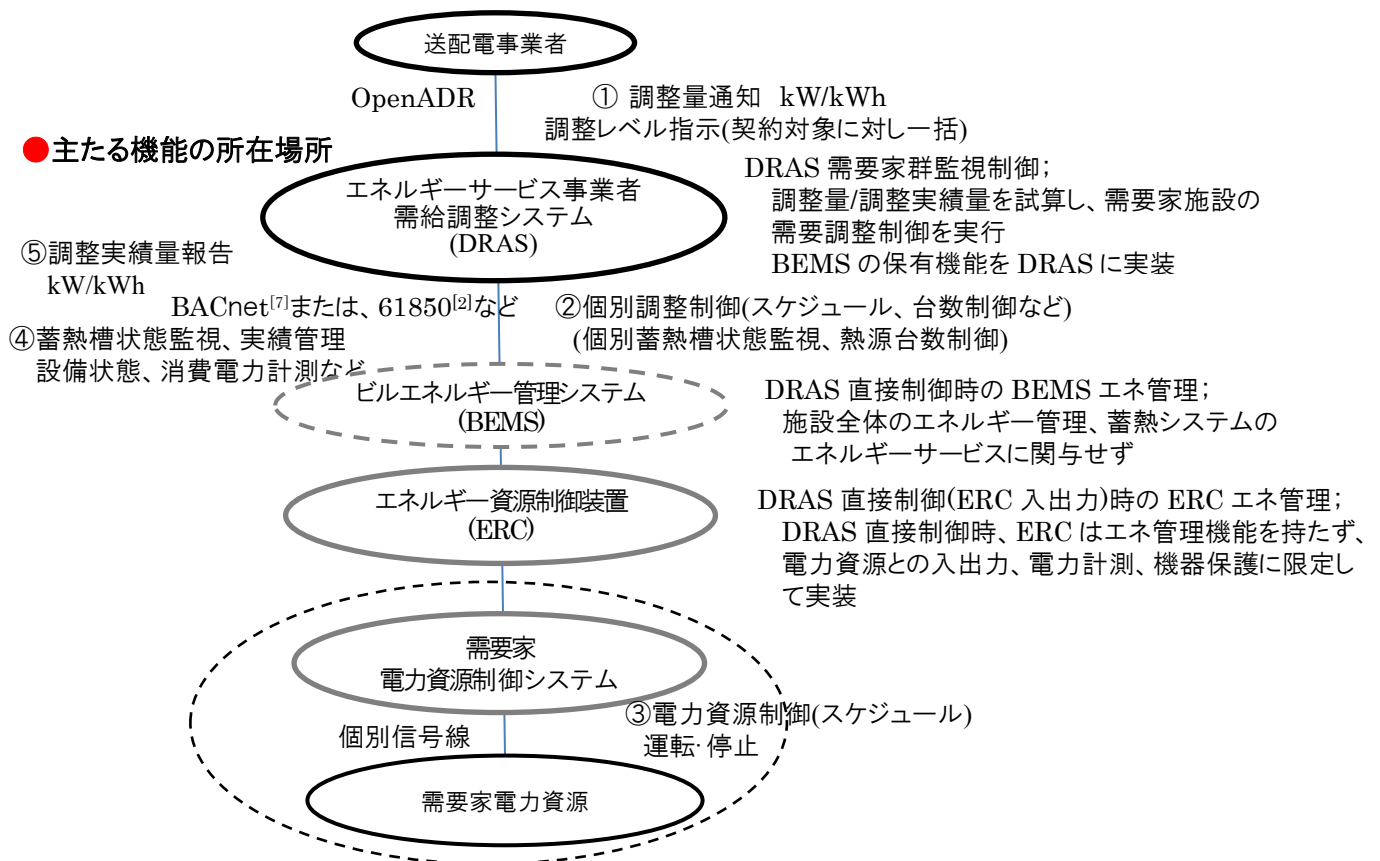 送配電事業者
OpenADR
① 調整量通知 kW/kWh
調整レベル指示(契約対象に対し一括)
●主たる機能の所在場所
エネルギーサービス事業者
需給調整システム
(DRAS)
DRAS 需要家群監視制御;
調整量/調整実績量を試算し、需要家施設の
需要調整制御を実行
BEMS の保有機能を DRAS に実装
⑤調整実績量報告
kW/kWh
BACnet[7]または、61850[2]など
②個別調整制御(スケジュール、台数制御など)
(個別蓄熱槽状態監視、熱源台数制御)
④蓄熱槽状態監視、実績管理
設備状態、消費電力計測など
ビルエネルギー管理システム
(BEMS)
DRAS 直接制御時の BEMS エネ管理;
施設全体のエネルギー管理、蓄熱システムの
エネルギーサービスに関与せず
エネルギー資源制御装置
(ERC)
DRAS 直接制御(ERC 入出力)時の ERC エネ管理;
DRAS 直接制御時、ERC はエネ管理機能を持たず、
電力資源との入出力、電力計測、機器保護に限定し
て実装
需要家
電力資源制御システム
③電力資源制御(スケジュール)
運転·停止
個別信号線
需要家電力資源